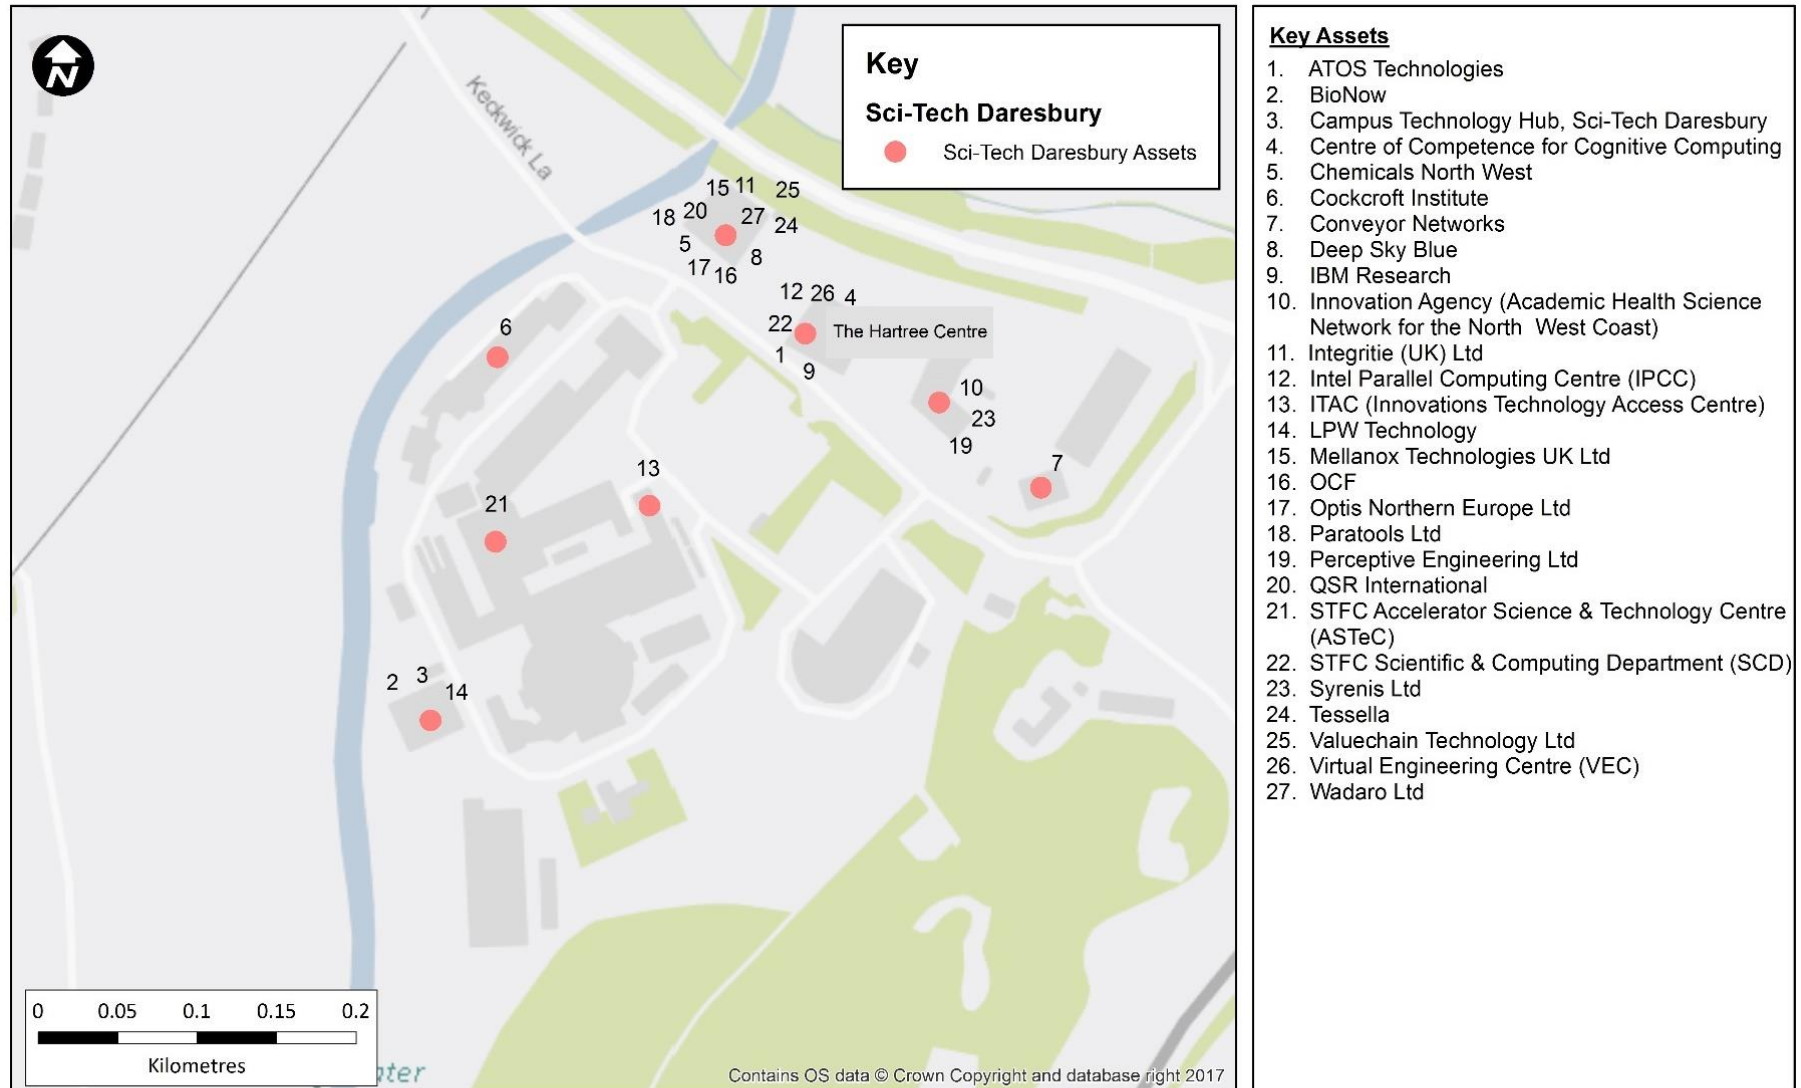 N
Keckwick La
Key
Sci-Tech Daresbury
Sci-Tech Daresbury Assets
15 11 25
18 20 27 24
5 8
17 16
12 26 4
22 The Hartree Centre
1
9
6
10
23
19
7
13
21
2 3 14
0 0.05 0.1 0.15 0.2
Kilometres
Contains OS data © Crown Copyright and database right 2017
Key Assets
1. ATOS Technologies
2. BioNow
3. Campus Technology Hub, Sci-Tech Daresbury
4. Centre of Competence for Cognitive Computing
5. Chemicals North West
6. Cockcroft Institute
7. Conveyor Networks
8. Deep Sky Blue
9. IBM Research
10. Innovation Agency (Academic Health Science
Network for the North West Coast)
11. Integritie (UK) Ltd
12. Intel Parallel Computing Centre (IPCC)
13. ITAC (Innovations Technology Access Centre)
14. LPW Technology
15. Mellanox Technologies UK Ltd
16. OCF
17. Optis Northern Europe Ltd
18. Paratools Ltd
19. Perceptive Engineering Ltd
20. QSR International
21. STFC Accelerator Science & Technology Centre
(ASTeC)
22. STFC Scientific & Computing Department (SCD)
23. Syrenis Ltd
24. Tessella
25. Valuechain Technology Ltd
26. Virtual Engineering Centre (VEC)
27. Wadaro Ltd